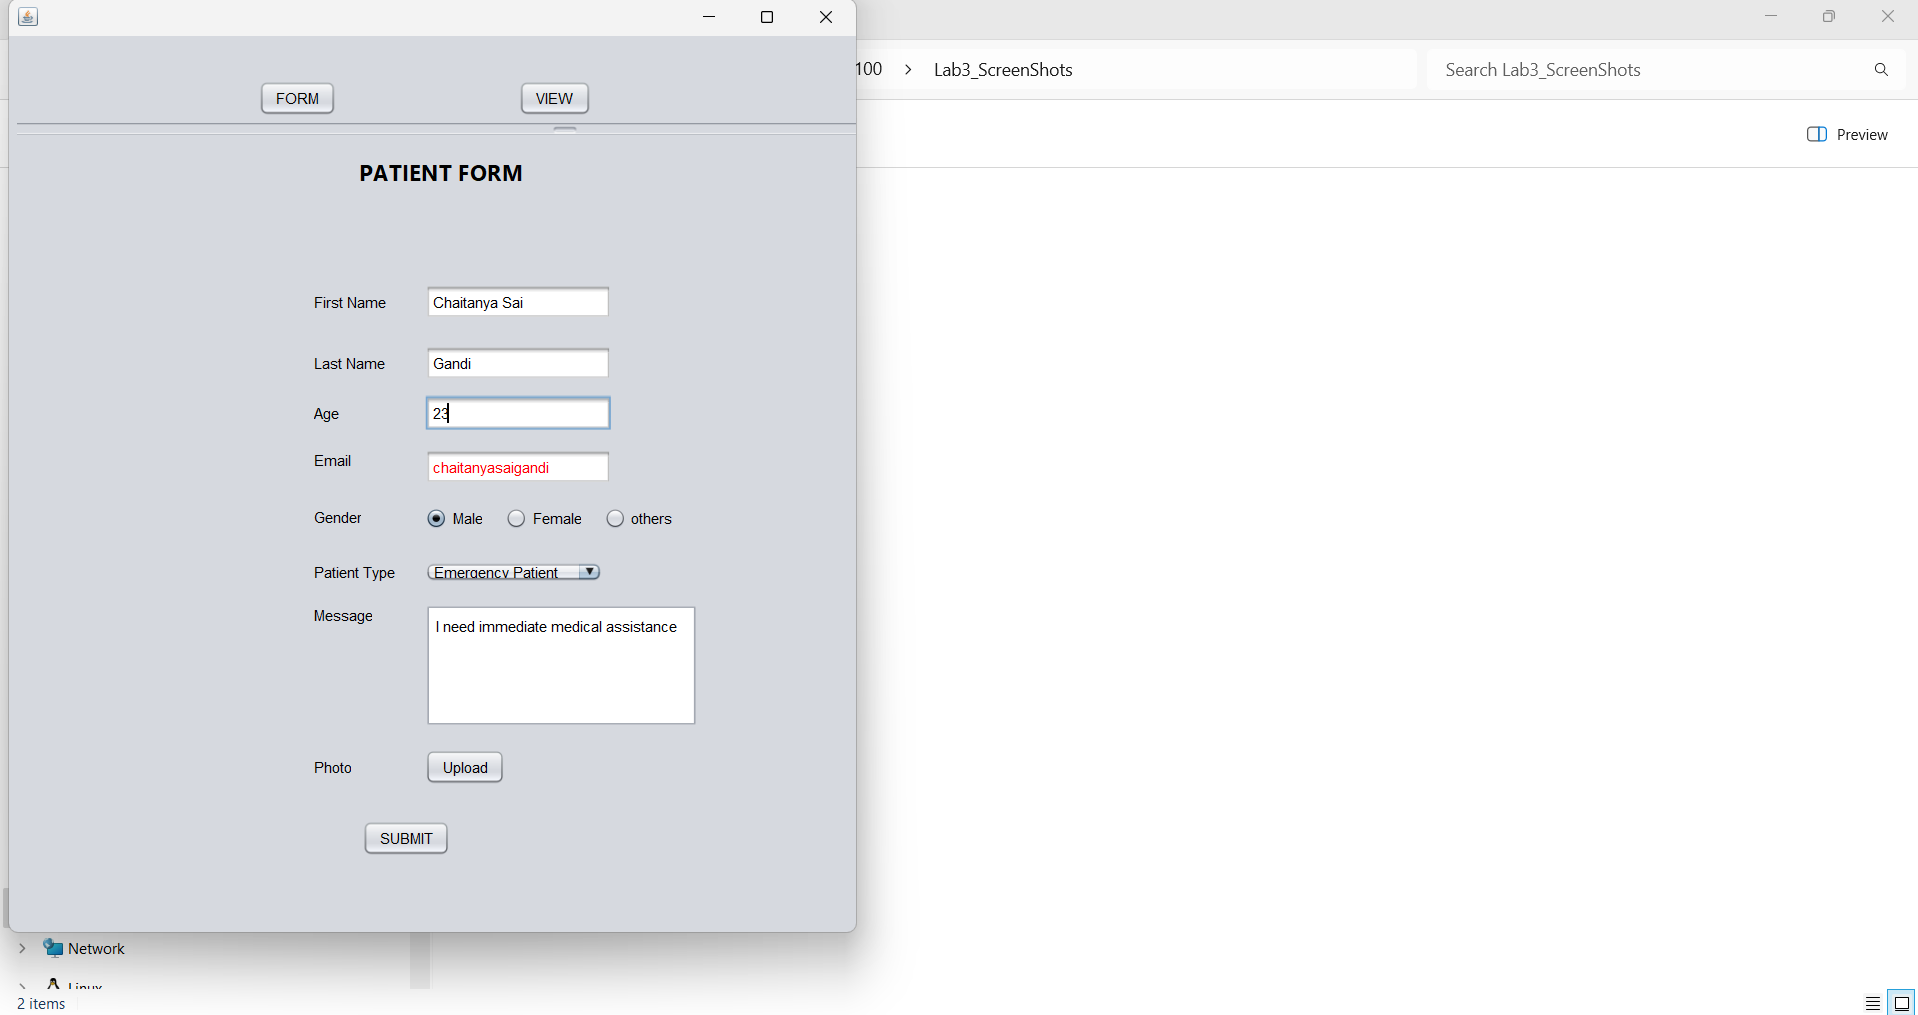 100 > Lab3_ScreenShots
Search Lab3_ScreenShots
FORM
VIEW
Preview
PATIENT FORM
First Name Chaitanya Sai
Last Name Gandi
Age 23
Email chaitanyasaigandi
Gender Male Female others
Patient Type Emergency Patient
Message I need immediate medical assistance
Photo Upload
SUBMIT
Network
Linux
2 items